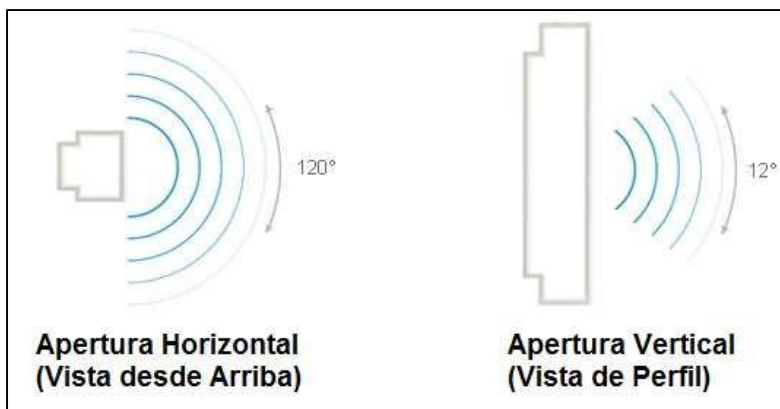 120°
12°
Apertura Horizontal
(Vista desde Arriba)
Apertura Vertical
(Vista de Perfil)